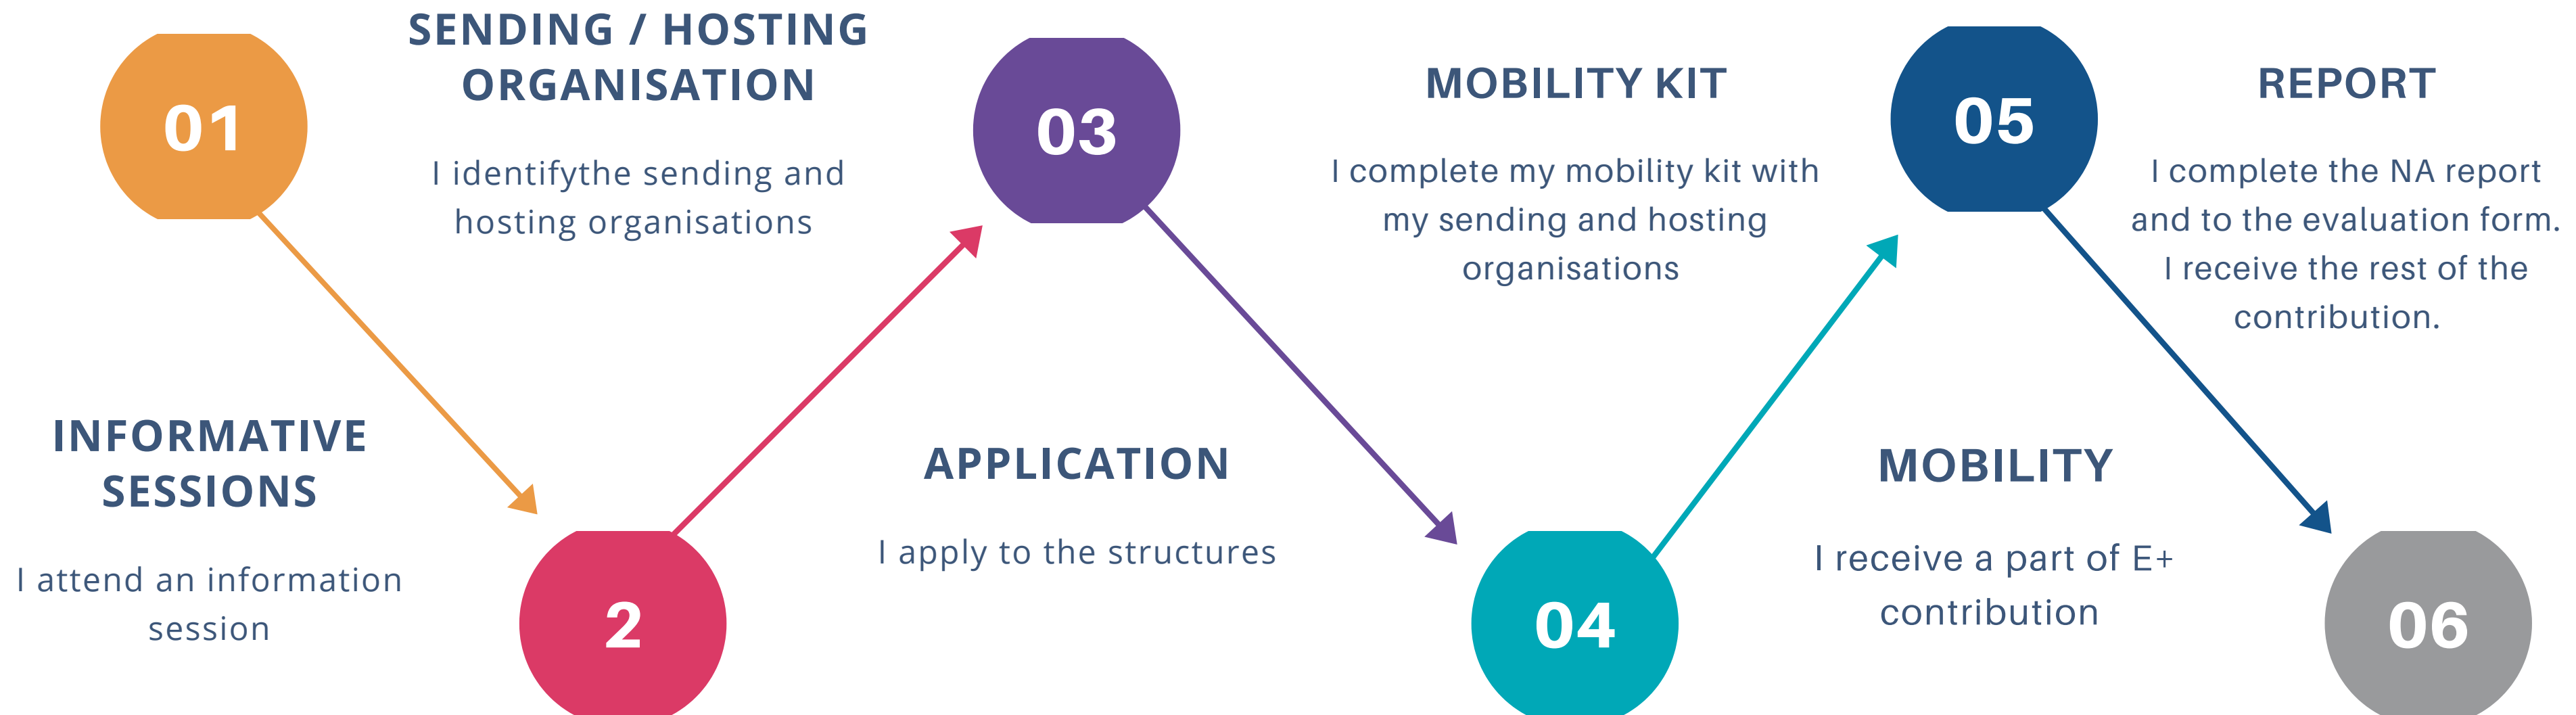 01
INFORMATIVE
SESSIONS
I attend an information
session
SENDING / HOSTING
ORGANISATION
I identifythe sending and
hosting organisations
2
03
APPLICATION
I apply to the structures
MOBILITY KIT
I complete my mobility kit with
my sending and hosting
organisations
04
05
MOBILITY
I receive a part of E+
contribution
REPORT
I complete the NA report
and to the evaluation form.
I receive the rest of the
contribution.
06